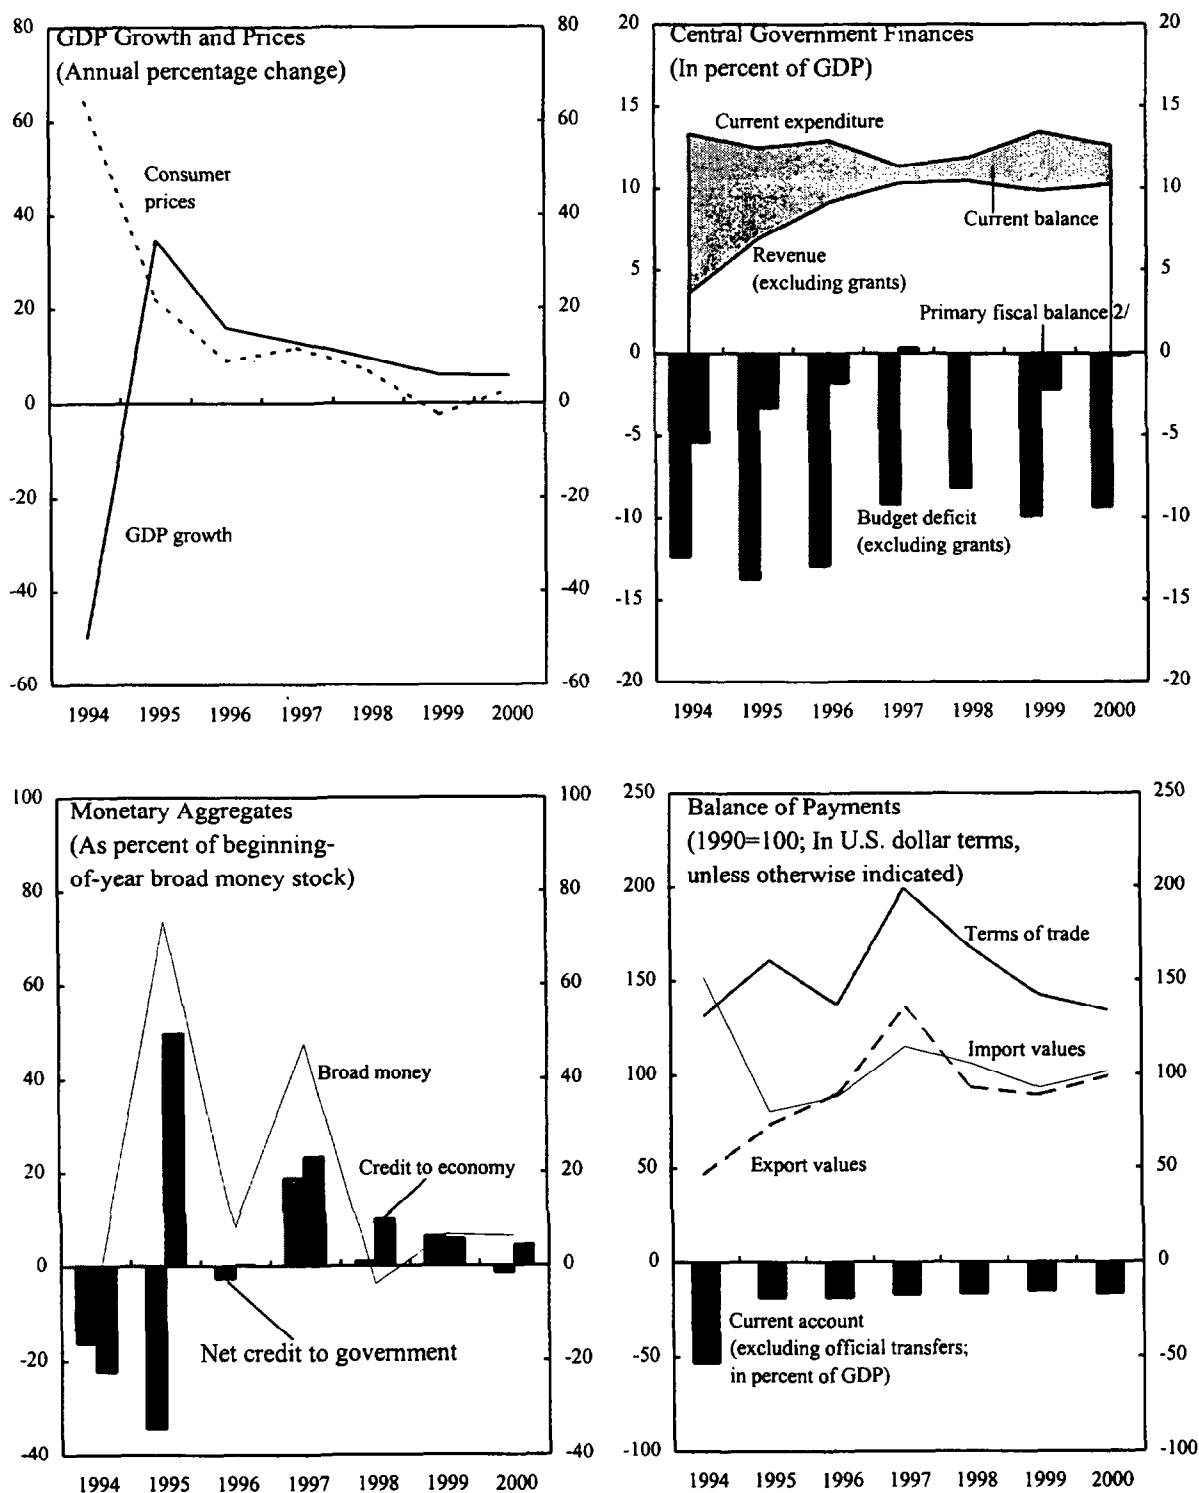 GDP Growth and Prices
(Annual percentage change)
80
60
40
20
0
-20
-40
-60
80
60
40
20
0
-20
-40
-60
Consumer
prices
GDP growth
1994 1995 1996 1997 1998 1999 2000
Central Government Finances
(In percent of GDP)
20
15
10
5
0
-5
-10
-15
-20
20
15
10
5
0
-5
-10
-15
-20
Current expenditure
Current balance
Revenue
(excluding grants)
Primary fiscal balance 2/
Budget deficit
(excluding grants)
1994 1995 1996 1997 1998 1999 2000
Monetary Aggregates
(As percent of beginning-
of-year broad money stock)
100
80
60
40
20
0
-20
-40
100
80
60
40
20
0
-20
-40
Broad money
Credit to economy
Net credit to government
1994 1995 1996 1997 1998 1999 2000
Balance of Payments
(1990=100; In U.S. dollar terms,
unless otherwise indicated)
250
200
150
100
50
0
-50
-100
250
200
150
100
50
0
-50
-100
Terms of trade
Import values
Export values
Current account
(excluding official transfers;
in percent of GDP)
1994 1995 1996 1997 1998 1999 2000